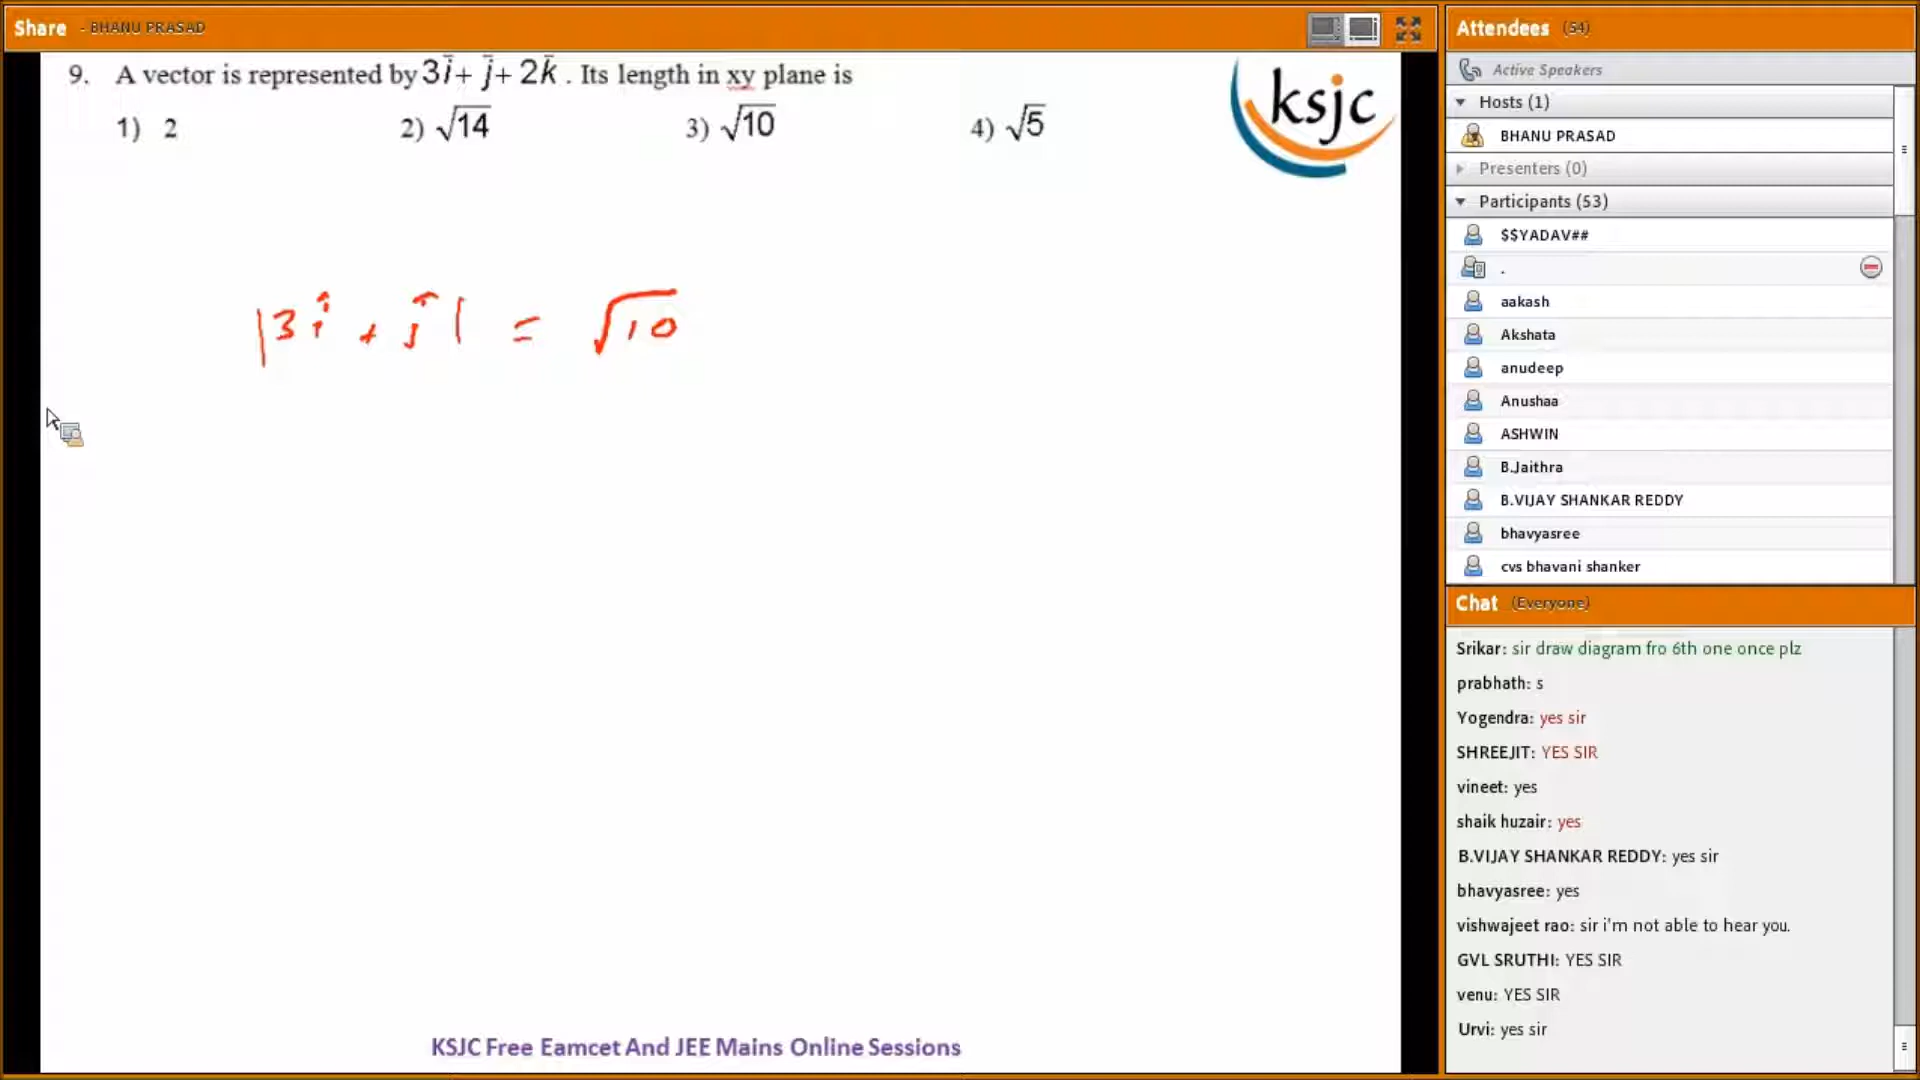 Share - BHANU PRASAD
9. A vector is represented by 3i̅+ j̅+ 2k̅ . Its length in xy plane is
1) 2 2) √14 3) √10 4) √5
ksjc
|3î + ĵ| = √10
KSJC Free Eamcet And JEE Mains Online Sessions
Attendees (54)
Active Speakers
Hosts (1)
BHANU PRASAD
Presenters (0)
Participants (53)
$$YADAV##
.
aakash
Akshata
anudeep
Anushaa
ASHWIN
B.Jaithra
B.VIJAY SHANKAR REDDY
bhavyasree
cvs bhavani shanker
Chat (Everyone)
Srikar: sir draw diagram fro 6th one once plz
prabhath: s
Yogendra: yes sir
SHREEJIT: YES SIR
vineet: yes
shaik huzair: yes
B.VIJAY SHANKAR REDDY: yes sir
bhavyasree: yes
vishwajeet rao: sir i'm not able to hear you.
GVL SRUTHI: YES SIR
venu: YES SIR
Urvi: yes sir